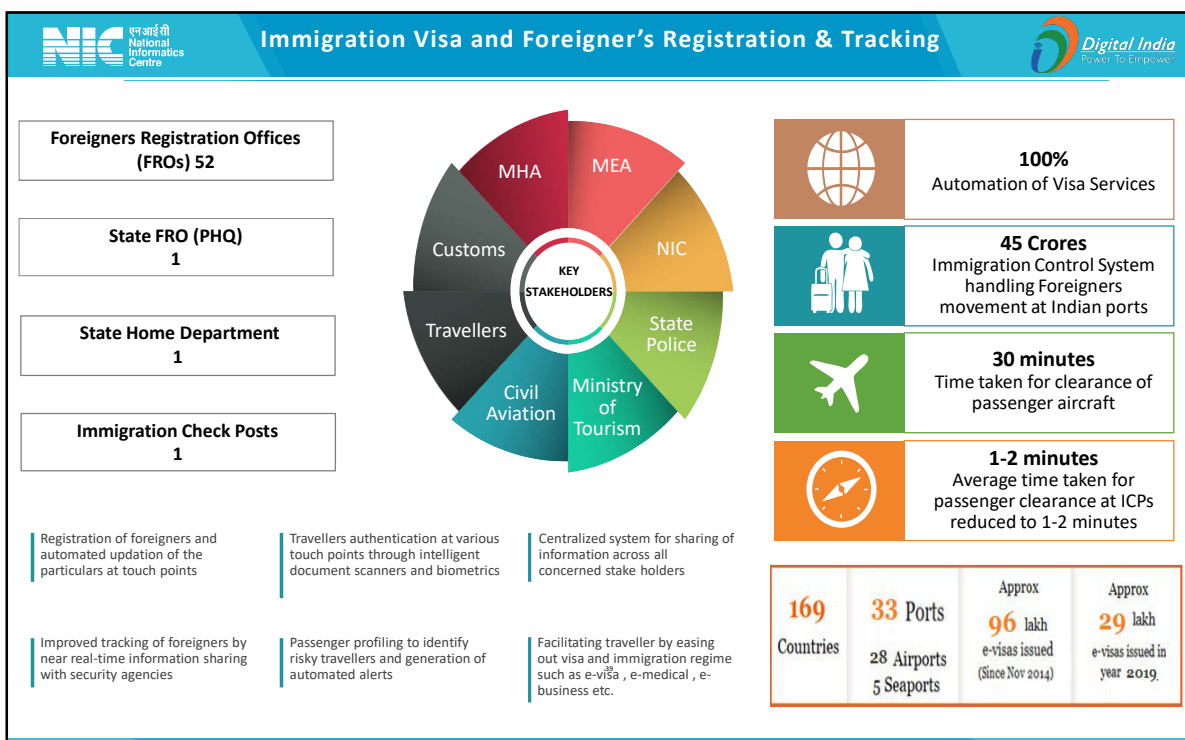 NIC
एन आई सी
National
Informatics
Centre
Immigration Visa and Foreigner's Registration & Tracking
Digital India
Power To Empower
Foreigners Registration Offices
(FROs) 52
State FRO (PHQ)
1
State Home Department
1
Immigration Check Posts
1
MHA
MEA
NIC
State
Police
Ministry
of
Tourism
Civil
Aviation
Travellers
Customs
KEY
STAKEHOLDERS
100%
Automation of Visa Services
45 Crores
Immigration Control System
handling Foreigners
movement at Indian ports
30 minutes
Time taken for clearance of
passenger aircraft
1-2 minutes
Average time taken for
passenger clearance at ICPs
reduced to 1-2 minutes
Registration of foreigners and
automated updation of the
particulars at touch points
Travellers authentication at various
touch points through intelligent
document scanners and biometrics
Centralized system for sharing of
information across all
concerned stake holders
Improved tracking of foreigners by
near real-time information sharing
with security agencies
Passenger profiling to identify
risky travellers and generation of
automated alerts
Facilitating traveller by easing
out visa and immigration regime
such as e-visa , e-medical , e-
business etc.
39
169
Countries
33 Ports
28 Airports
5 Seaports
Approx
96 lakh
e-visas issued
(Since Nov 2014)
Approx
29 lakh
e-visas issued in
year 2019.